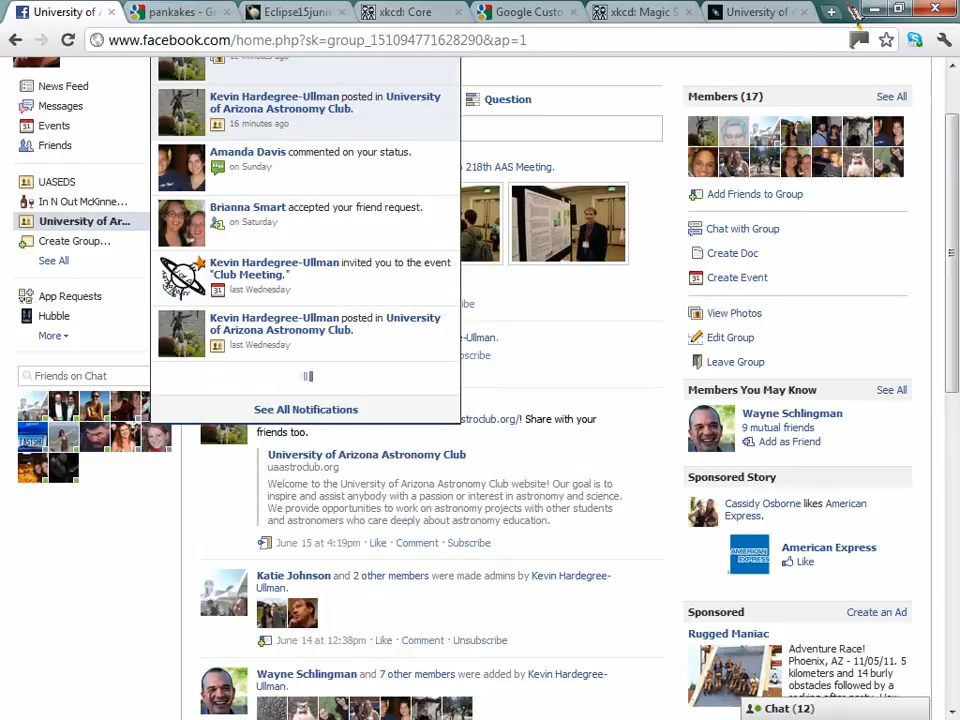 University of A
pankakes - Go
Eclipse15juni
xkcd: Core
Google Custo
xkcd: Magic S
University of
www.facebook.com/home.php?sk=group_151094771628290&ap=1
News Feed
Messages
Events
Friends
UASEDS
In N Out McKinne...
University of Ar...
Create Group...
See All
App Requests
Hubble
More
Friends on Chat
12 minutes ago
Kevin Hardegree-Ullman posted in University
of Arizona Astronomy Club.
16 minutes ago
Amanda Davis commented on your status.
on Sunday
Brianna Smart accepted your friend request.
on Saturday
Kevin Hardegree-Ullman invited you to the event
"Club Meeting."
last Wednesday
Kevin Hardegree-Ullman posted in University
of Arizona Astronomy Club.
last Wednesday
See All Notifications
Question
218th AAS Meeting.
-Ullman.
astroclub.org/! Share with your
friends too.
University of Arizona Astronomy Club
uaastroclub.org
Welcome to the University of Arizona Astronomy Club website! Our goal is to
inspire and assist anybody with a passion or interest in astronomy and science.
We provide opportunities to work on astronomy projects with other students
and astronomers who care deeply about astronomy education.
June 15 at 4:19pm · Like · Comment · Subscribe
Katie Johnson and 2 other members were made admins by Kevin Hardegree-
Ullman.
June 14 at 12:38pm · Like · Comment · Unsubscribe
Wayne Schlingman and 7 other members were added by Kevin Hardegree-
Ullman.
Members (17)
See All
Add Friends to Group
Chat with Group
Create Doc
Create Event
View Photos
Edit Group
Leave Group
Members You May Know
See All
Wayne Schlingman
9 mutual friends
Add as Friend
Sponsored Story
Cassidy Osborne likes American
Express.
AMERICAN
EXPRESS
American Express
Like
Sponsored
Create an Ad
Rugged Maniac
Adventure Race!
Phoenix, AZ - 11/05/11. 5
kilometers and 14 burly
obstacles followed by a
Chat (12)